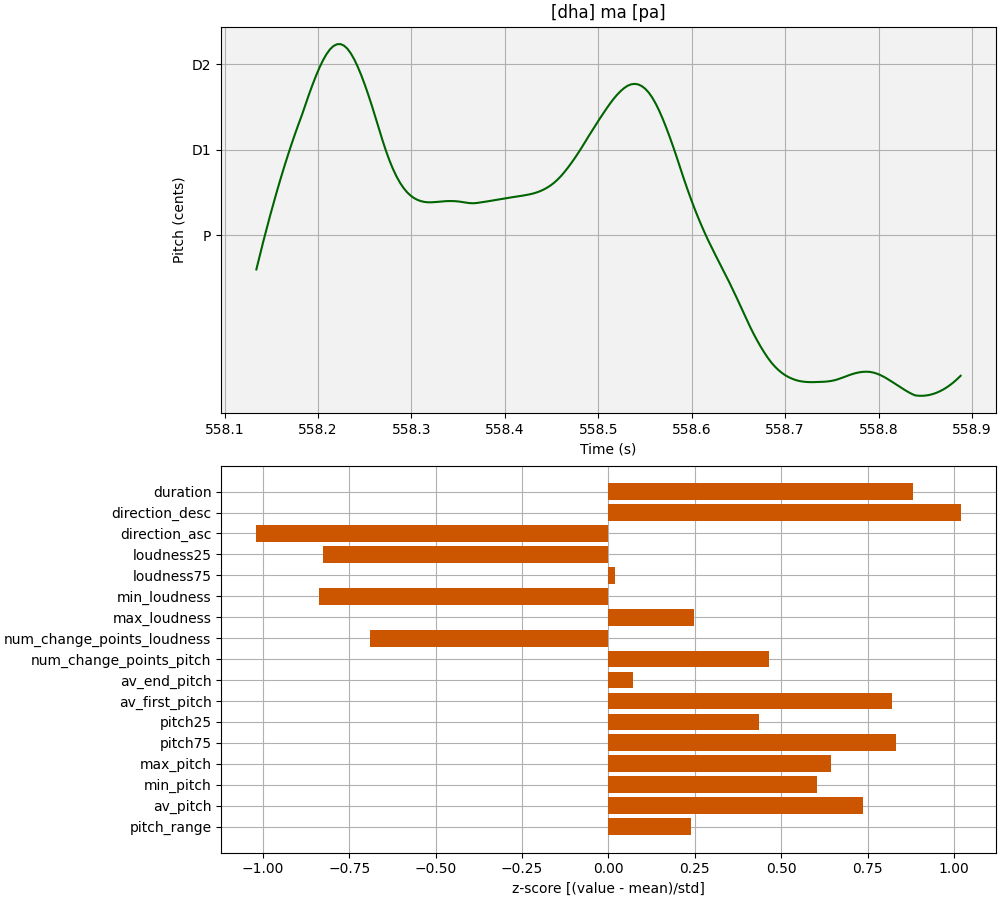 [dha] ma [pa]
D2
D1
P
Pitch (cents)
558.1 558.2 558.3 558.4 558.5 558.6 558.7 558.8 558.9
Time (s)
duration
direction_desc
direction_asc
loudness25
loudness75
min_loudness
max_loudness
num_change_points_loudness
num_change_points_pitch
av_end_pitch
av_first_pitch
pitch25
pitch75
max_pitch
min_pitch
av_pitch
pitch_range
−1.00 −0.75 −0.50 −0.25 0.00 0.25 0.50 0.75 1.00
z-score [(value - mean)/std]